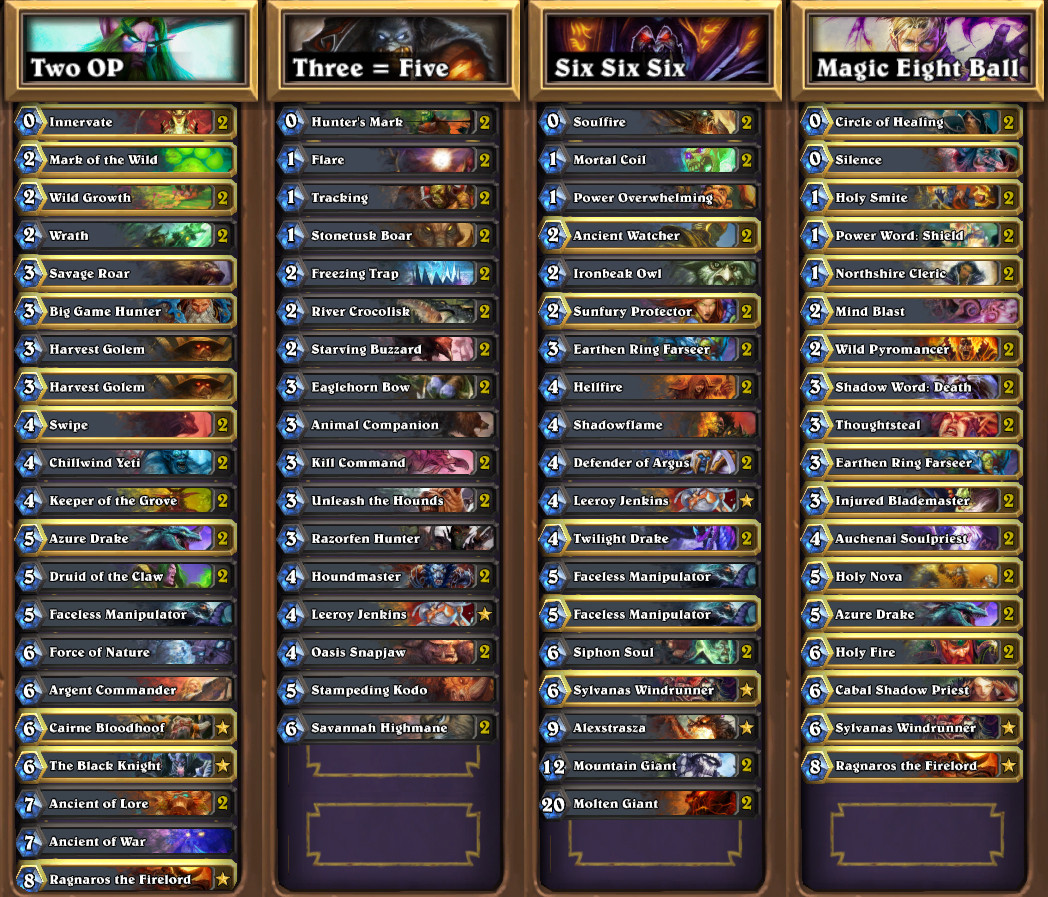 Two OP
0 Innervate 2
2 Mark of the Wild 2
2 Wild Growth 2
2 Wrath 2
3 Savage Roar
3 Big Game Hunter
3 Harvest Golem
3 Harvest Golem
4 Swipe 2
4 Chillwind Yeti 2
4 Keeper of the Grove 2
5 Azure Drake 2
5 Druid of the Claw 2
5 Faceless Manipulator
6 Force of Nature
6 Argent Commander
6 Cairne Bloodhoof
6 The Black Knight
7 Ancient of Lore 2
7 Ancient of War
8 Ragnaros the Firelord
Three = Five
0 Hunter's Mark 2
1 Flare 2
1 Tracking 2
1 Stonetusk Boar 2
2 Freezing Trap 2
2 River Crocolisk 2
2 Starving Buzzard 2
3 Eaglehorn Bow 2
3 Animal Companion
3 Kill Command 2
3 Unleash the Hounds 2
3 Razorfen Hunter
4 Houndmaster 2
4 Leeroy Jenkins
4 Oasis Snapjaw 2
5 Stampeding Kodo
6 Savannah Highmane 2
Six Six Six
0 Soulfire 2
1 Mortal Coil 2
1 Power Overwhelming 2
2 Ancient Watcher 2
2 Ironbeak Owl
2 Sunfury Protector 2
3 Earthen Ring Farseer 2
4 Hellfire 2
4 Shadowflame
4 Defender of Argus 2
4 Leeroy Jenkins
4 Twilight Drake 2
5 Faceless Manipulator
5 Faceless Manipulator
6 Siphon Soul 2
6 Sylvanas Windrunner
9 Alexstrasza
12 Mountain Giant 2
20 Molten Giant 2
Magic Eight Ball
0 Circle of Healing 2
0 Silence
1 Holy Smite 2
1 Power Word: Shield 2
1 Northshire Cleric 2
2 Mind Blast
2 Wild Pyromancer 2
3 Shadow Word: Death 2
3 Thoughtsteal 2
3 Earthen Ring Farseer
3 Injured Blademaster 2
4 Auchenai Soulpriest 2
5 Holy Nova 2
5 Azure Drake 2
6 Holy Fire 2
6 Cabal Shadow Priest
6 Sylvanas Windrunner
8 Ragnaros the Firelord